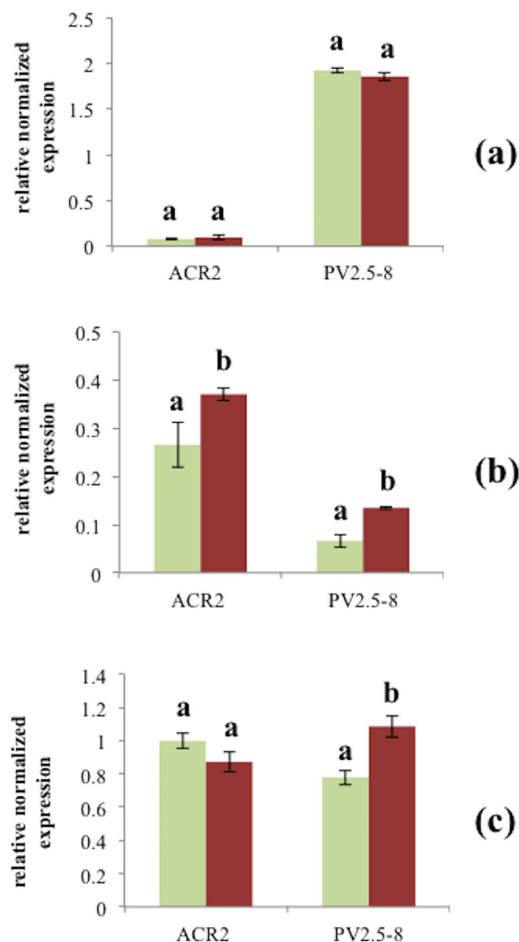 2.5
2
1.5
1
0.5
0
relative normalized
expression
a a a a
ACR2 PV2.5-8
(a)
0.5
0.4
0.3
0.2
0.1
0
relative normalized
expression
a b a b
ACR2 PV2.5-8
(b)
1.4
1.2
1
0.8
0.6
0.4
0.2
0
relative normalized
expression
a a a b
ACR2 PV2.5-8
(c)